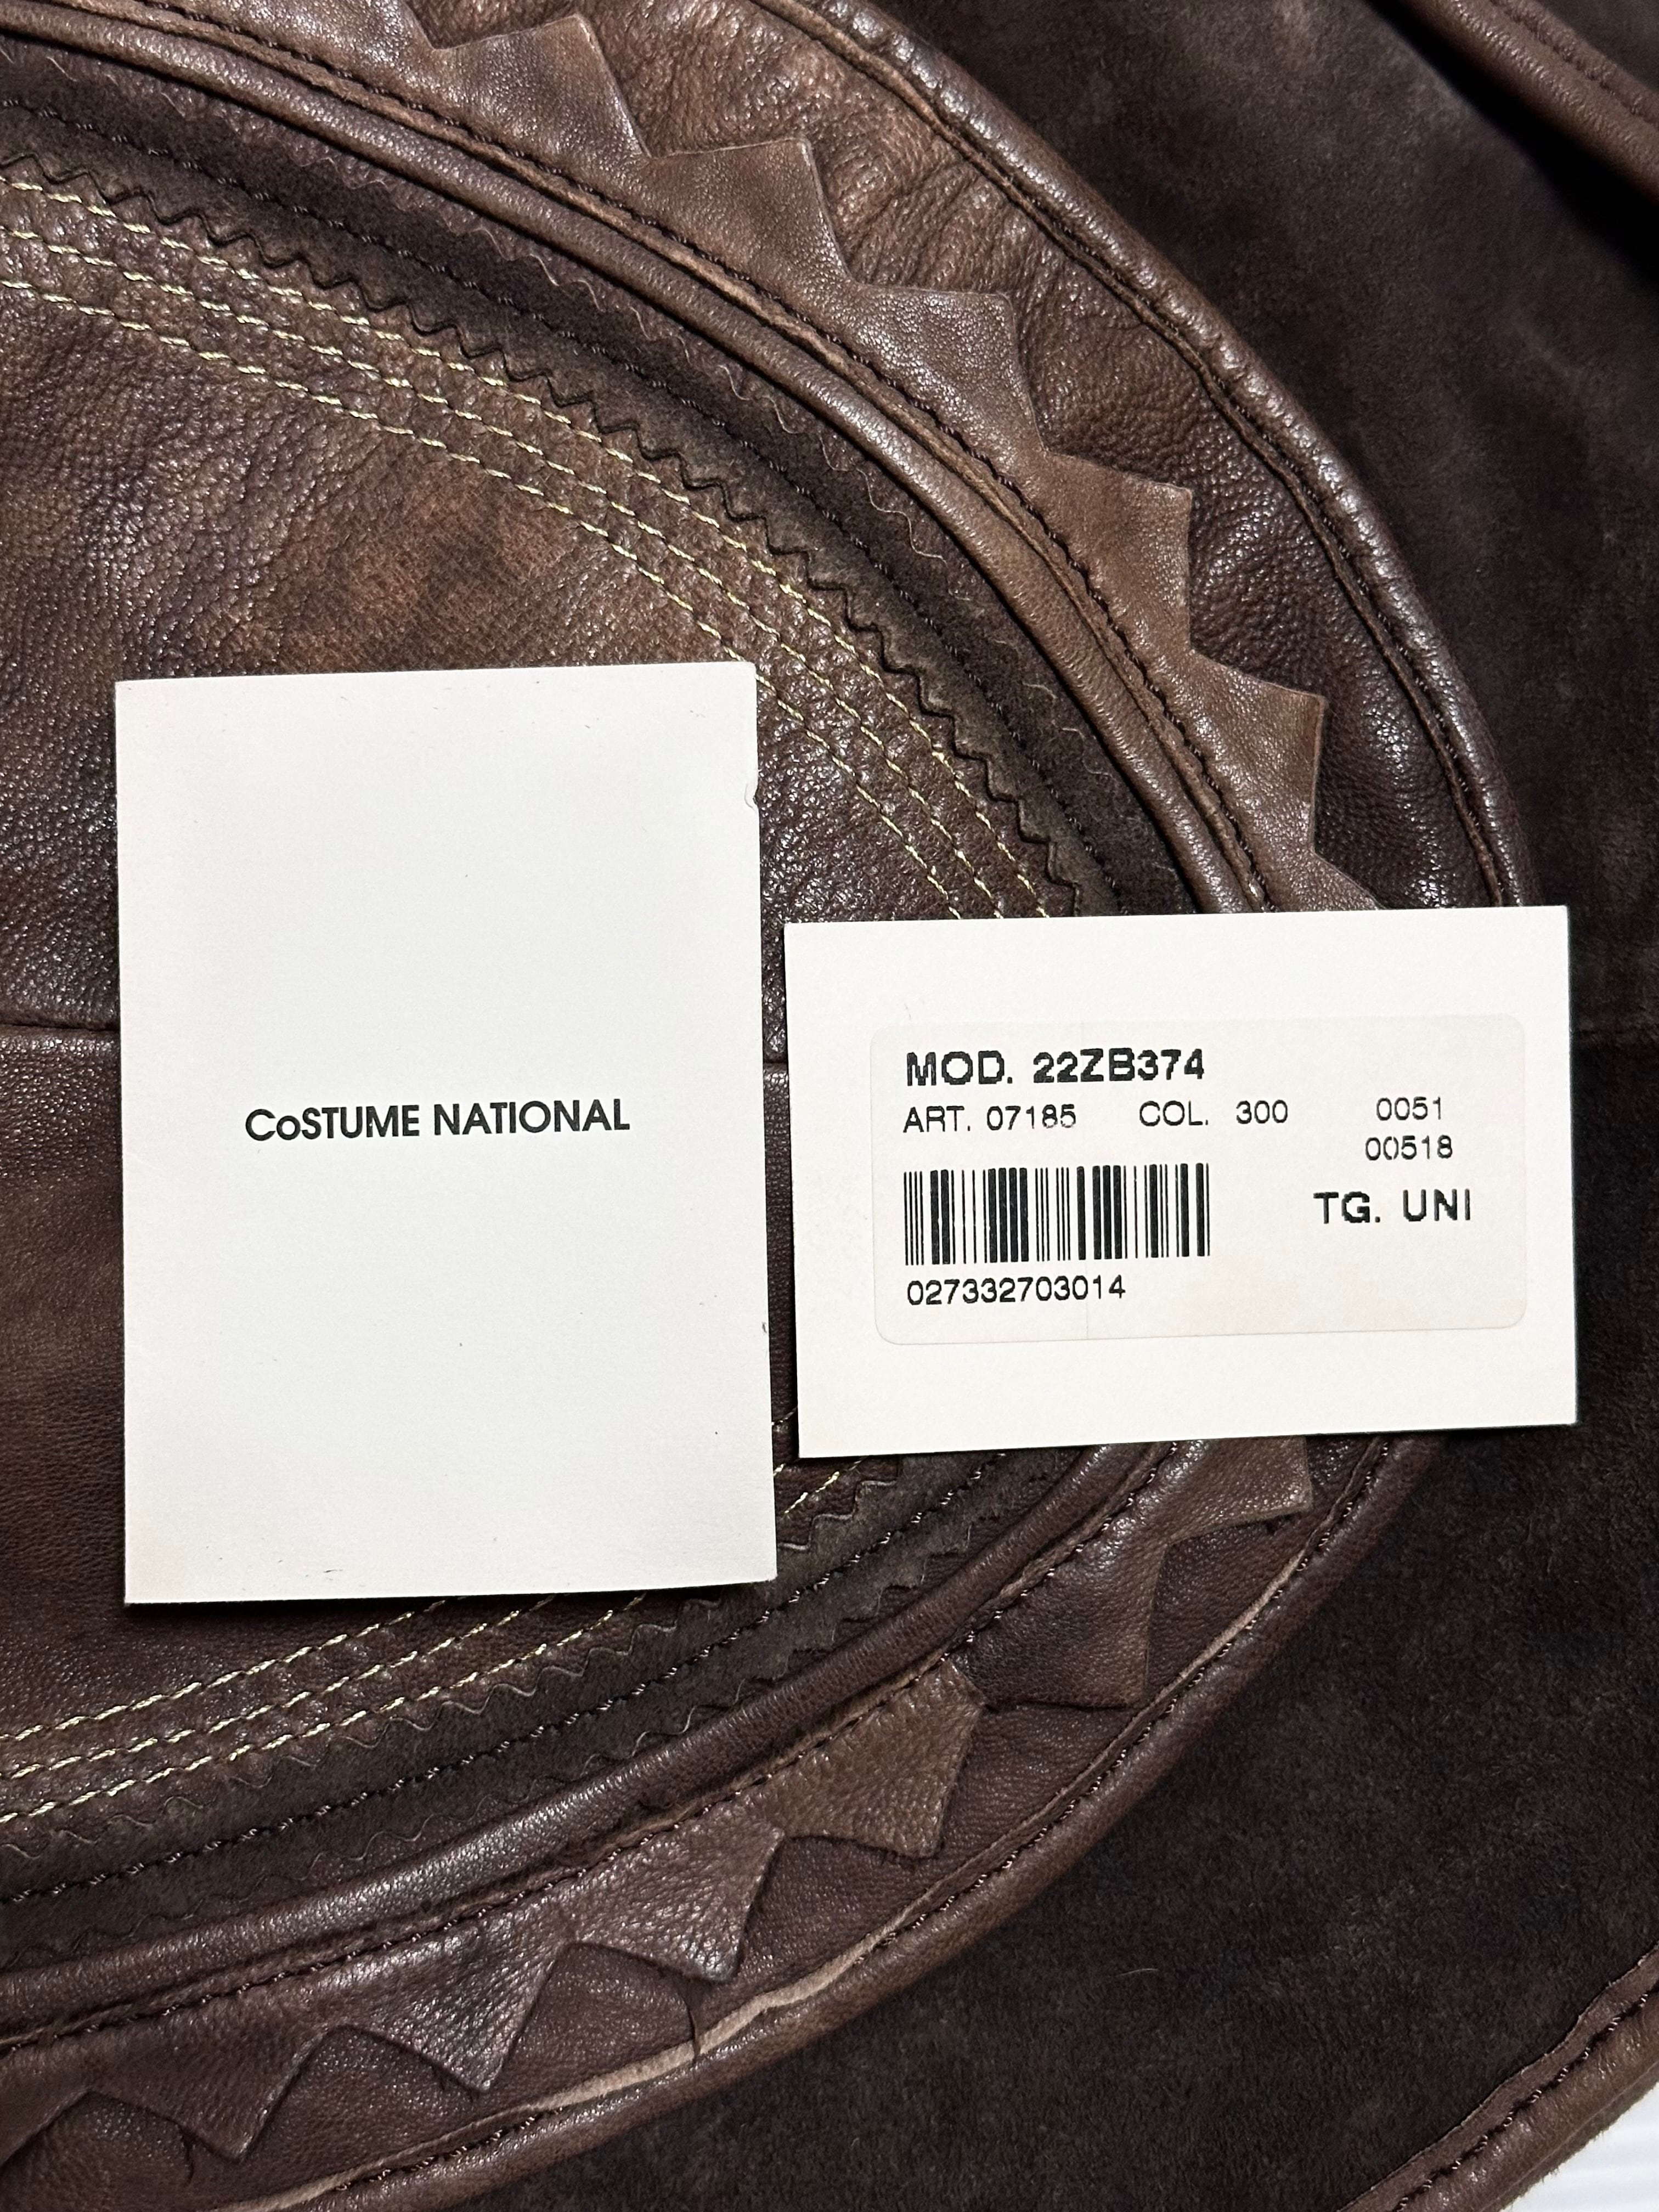 CoSTUME NATIONAL
MOD. 22ZB374
ART. 07185 COL. 300 0051
00518
TG. UNI
027332703014